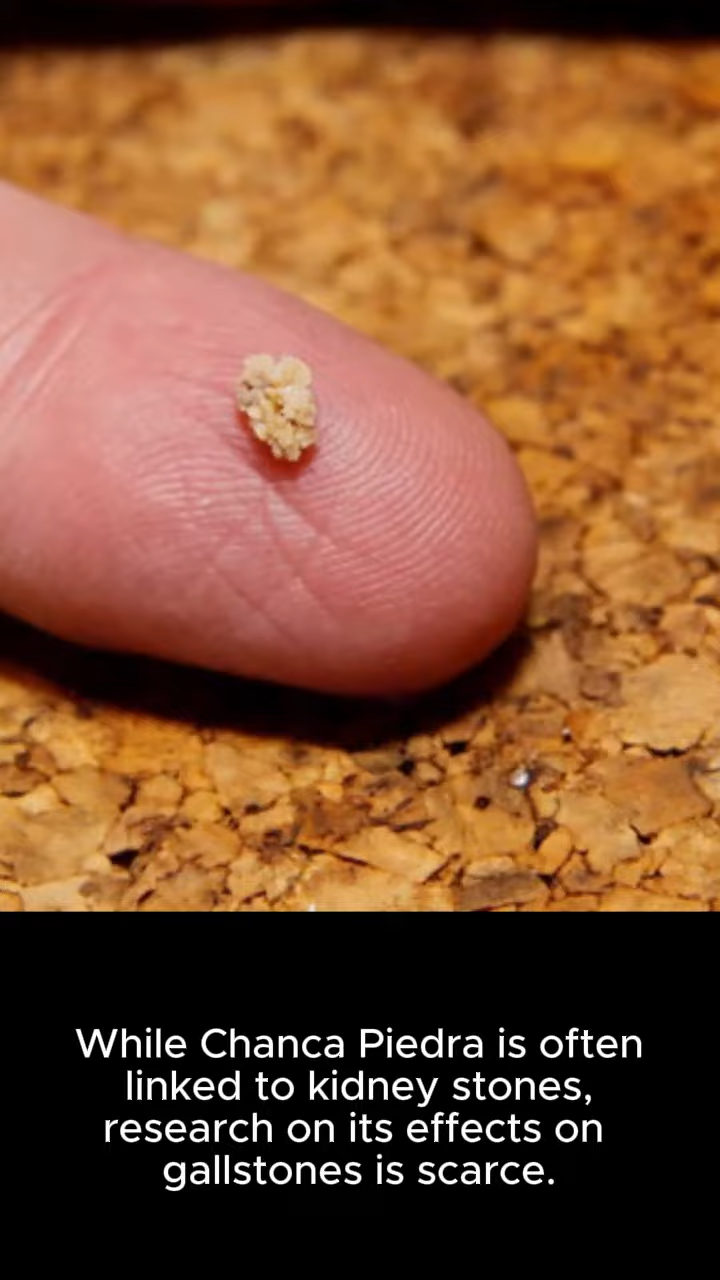 While Chanca Piedra is often
linked to kidney stones,
research on its effects on
gallstones is scarce.